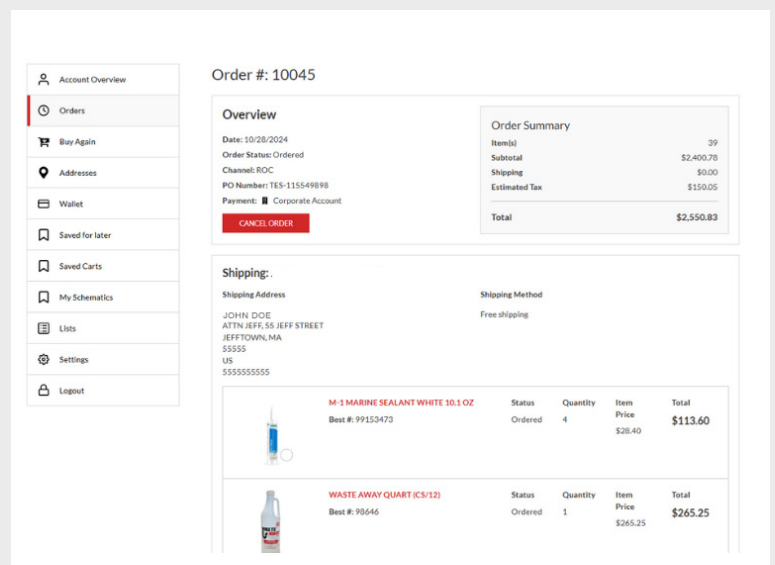 Account Overview
Orders
Buy Again
Addresses
Wallet
Saved for later
Saved Carts
My Schematics
Lists
Settings
Logout
Order #: 10045
Overview
Date: 10/28/2024
Order Status: Ordered
Channel: ROC
PO Number: TES-115549898
Payment: Corporate Account
CANCEL ORDER
Order Summary
Item(s) 39
Subtotal $2,400.78
Shipping $0.00
Estimated Tax $150.05
Total $2,550.83
Shipping: .
Shipping Address
JOHN DOE
ATTN JEFF, 55 JEFF STREET
JEFFTOWN, MA
55555
US
5555555555
Shipping Method
Free shipping
M-1 MARINE SEALANT WHITE 10.1 OZ
Best #: 99153473
Status
Ordered
Quantity
4
Item
Price
$28.40
Total
$113.60
WASTE AWAY QUART (CS/12)
Best #: 98646
Status
Ordered
Quantity
1
Item
Price
$265.25
Total
$265.25